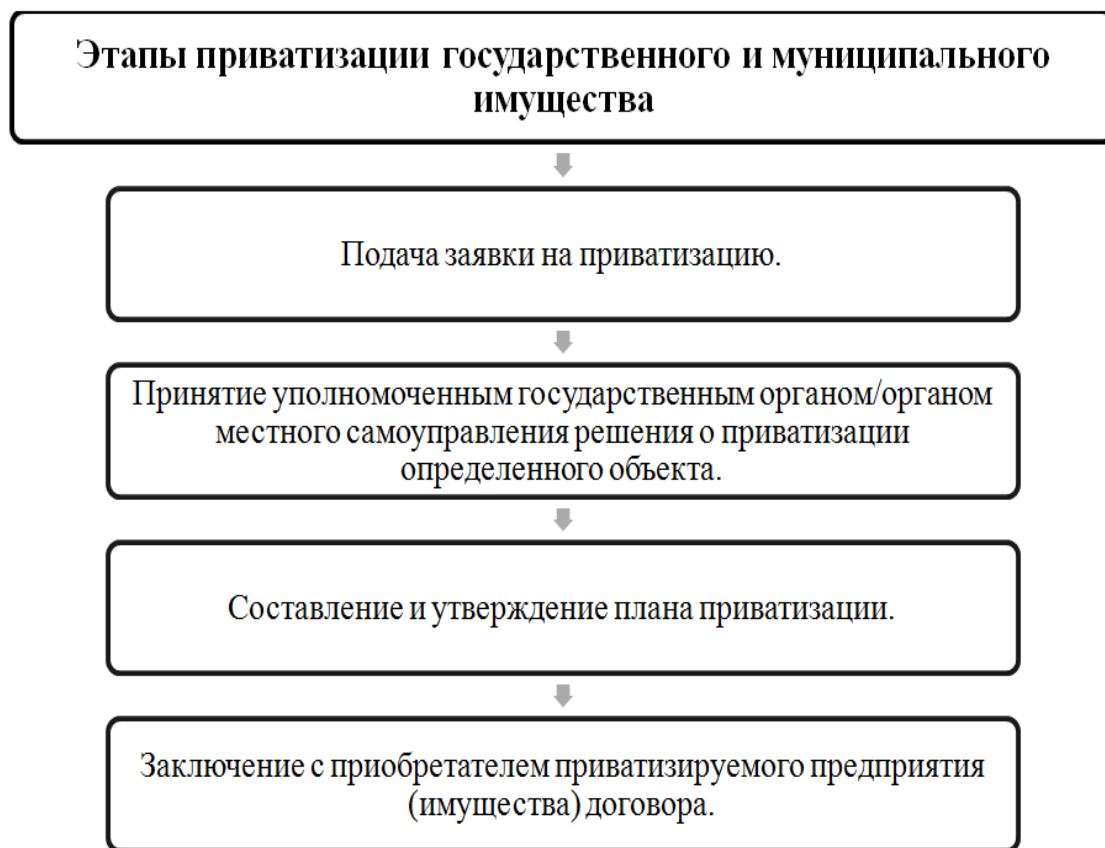 Этапы приватизации государственного и муниципального
имущества
Подача заявки на приватизацию.
Принятие уполномоченным государственным органом/органом
местного самоуправления решения о приватизации
определенного объекта.
Составление и утверждение плана приватизации.
Заключение с приобретателем приватизируемого предприятия
(имущества) договора.